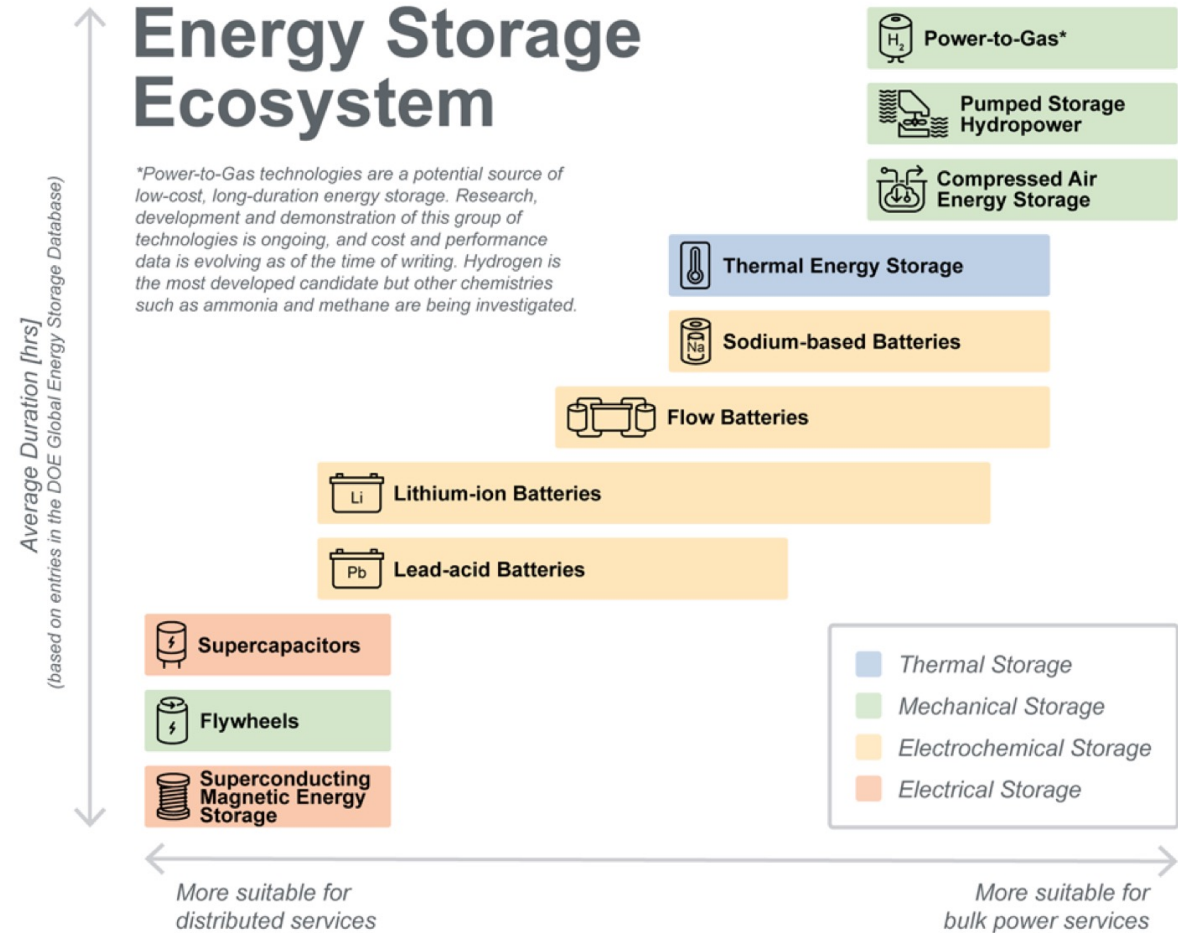 Energy Storage
Ecosystem
*Power-to-Gas technologies are a potential source of
low-cost, long-duration energy storage. Research,
development and demonstration of this group of
technologies is ongoing, and cost and performance
data is evolving as of the time of writing. Hydrogen is
the most developed candidate but other chemistries
such as ammonia and methane are being investigated.
Average Duration [hrs]
(based on entries in the DOE Global Energy Storage Database)
H2
Power-to-Gas*
Pumped Storage
Hydropower
Compressed Air
Energy Storage
Thermal Energy Storage
Na
Sodium-based Batteries
Flow Batteries
Li
Lithium-ion Batteries
Pb
Lead-acid Batteries
Supercapacitors
Flywheels
Superconducting
Magnetic Energy
Storage
Thermal Storage
Mechanical Storage
Electrochemical Storage
Electrical Storage
More suitable for
distributed services
More suitable for
bulk power services